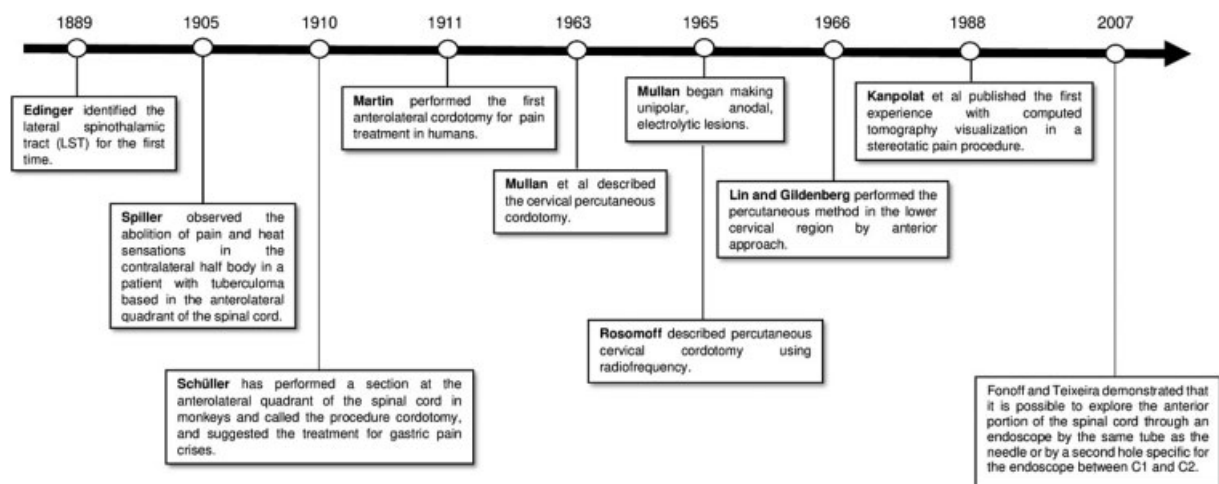 1889 1905 1910 1911 1963 1965 1966 1988 2007
Edinger identified the
lateral spinothalamic
tract (LST) for the first
time.
Spiller observed the
abolition of pain and heat
sensations in the
contralateral half body in a
patient with tuberculoma
based in the anterolateral
quadrant of the spinal cord.
Schüller has performed a section at the
anterolateral quadrant of the spinal cord in
monkeys and called the procedure cordotomy,
and suggested the treatment for gastric pain
crises.
Martin performed the first
anterolateral cordotomy for pain
treatment in humans.
Mullan et al described
the cervical percutaneous
cordotomy.
Mullan began making
unipolar, anodal,
electrolytic lesions.
Rosomoff described percutaneous
cervical cordotomy using
radiofrequency.
Lin and Gildenberg performed the
percutaneous method in the lower
cervical region by anterior
approach.
Kanpolat et al published the first
experience with computed
tomography visualization in a
stereotatic pain procedure.
Fonoff and Teixeira demonstrated that
it is possible to explore the anterior
portion of the spinal cord through an
endoscope by the same tube as the
needle or by a second hole specific for
the endoscope between C1 and C2.